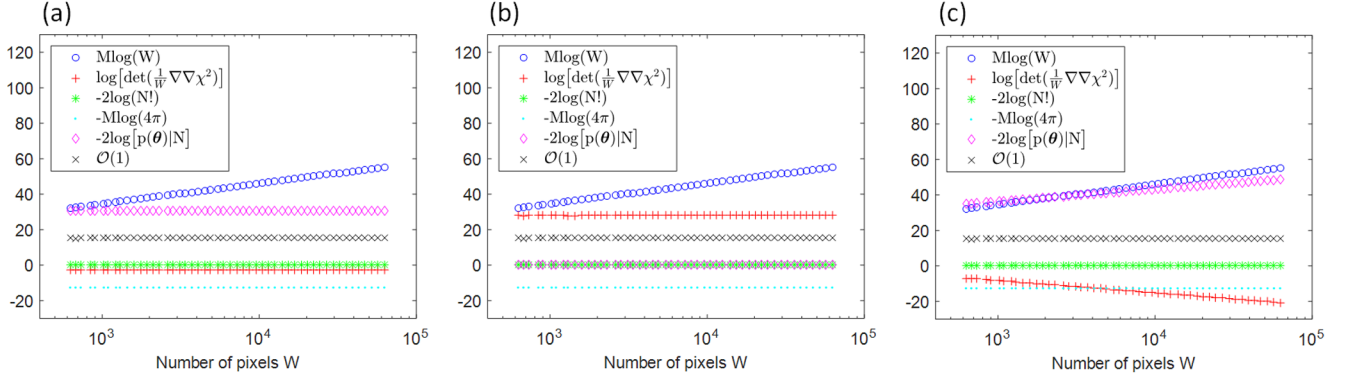 (a)
120
100
80
60
40
20
0
-20
Mlog(W)
log[det(1/W ∇∇χ²)]
-2log(N!)
-Mlog(4π)
-2log[p(θ)|N]
O(1)
10³
10⁴
10⁵
Number of pixels W
(b)
120
100
80
60
40
20
0
-20
Mlog(W)
log[det(1/W ∇∇χ²)]
-2log(N!)
-Mlog(4π)
-2log[p(θ)|N]
O(1)
10³
10⁴
10⁵
Number of pixels W
(c)
120
100
80
60
40
20
0
-20
Mlog(W)
log[det(1/W ∇∇χ²)]
-2log(N!)
-Mlog(4π)
-2log[p(θ)|N]
O(1)
10³
10⁴
10⁵
Number of pixels W